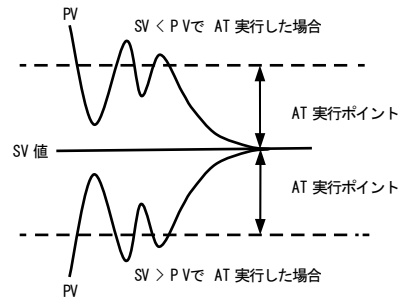 PV
SV < PVで AT 実行した場合
AT 実行ポイント
SV 値
AT 実行ポイント
SV > PVで AT 実行した場合
PV